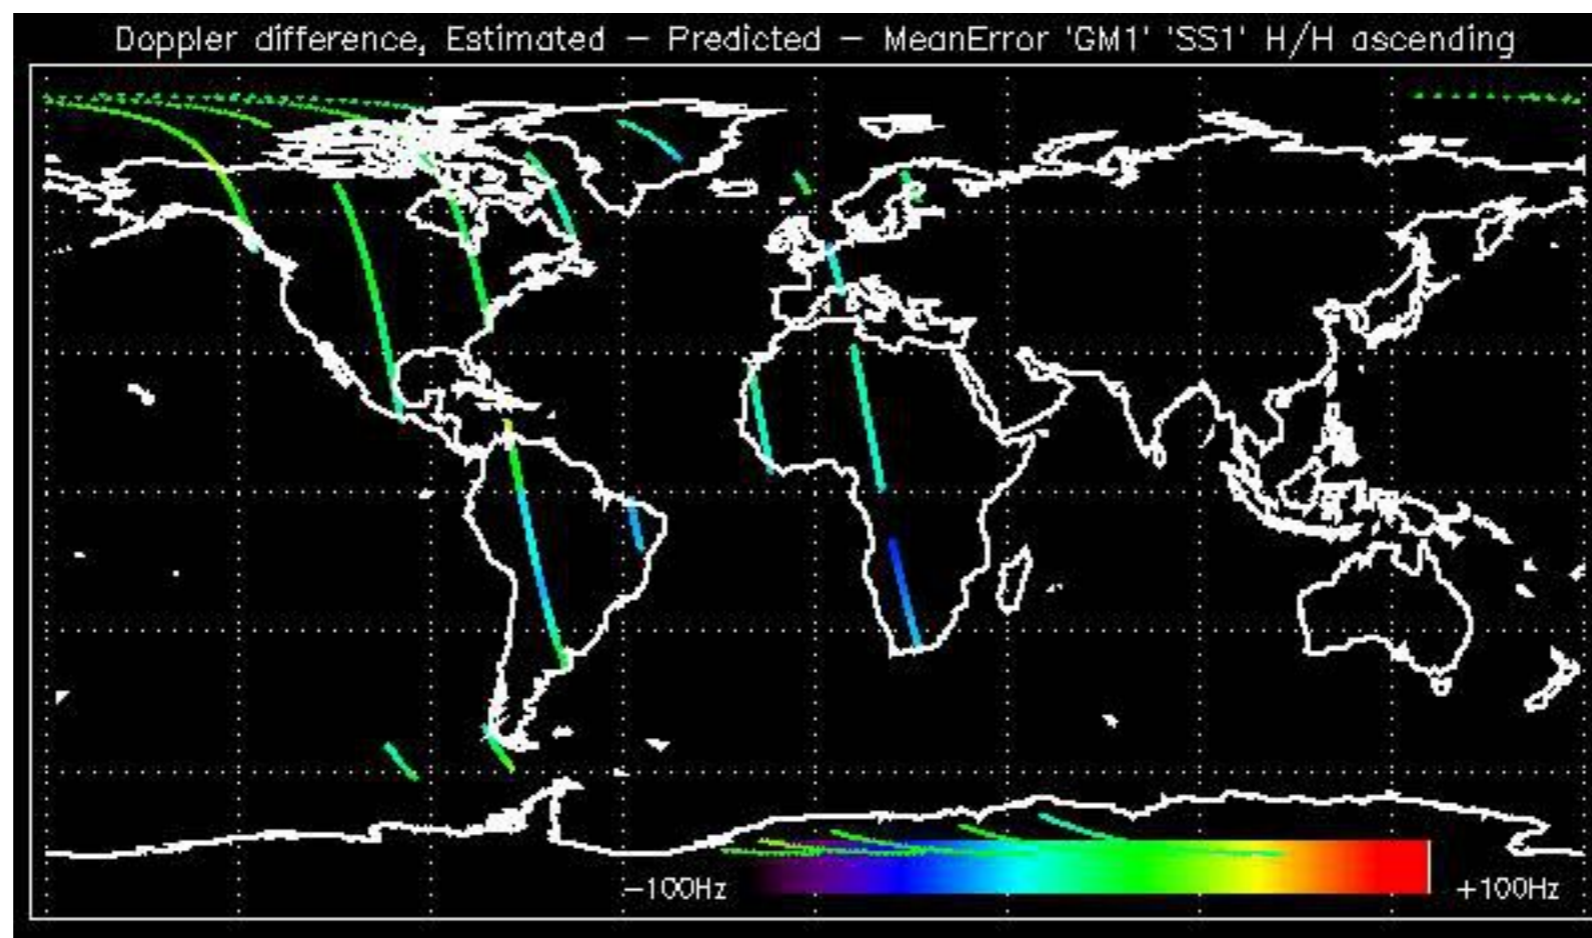 Doppler difference, Estimated – Predicted – MeanError 'GM1' 'SS1' H/H ascending
–100Hz
+100Hz